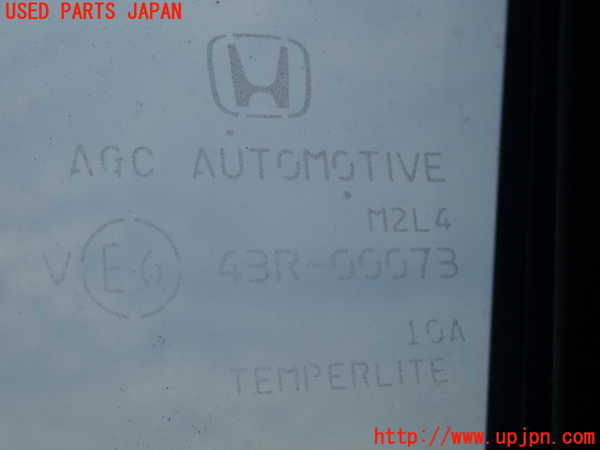 USED PARTS JAPAN
AGC AUTOMOTIVE
M2L4
V E6 43R-00073
10A
TEMPERLITE
http://www.upjpn.com/